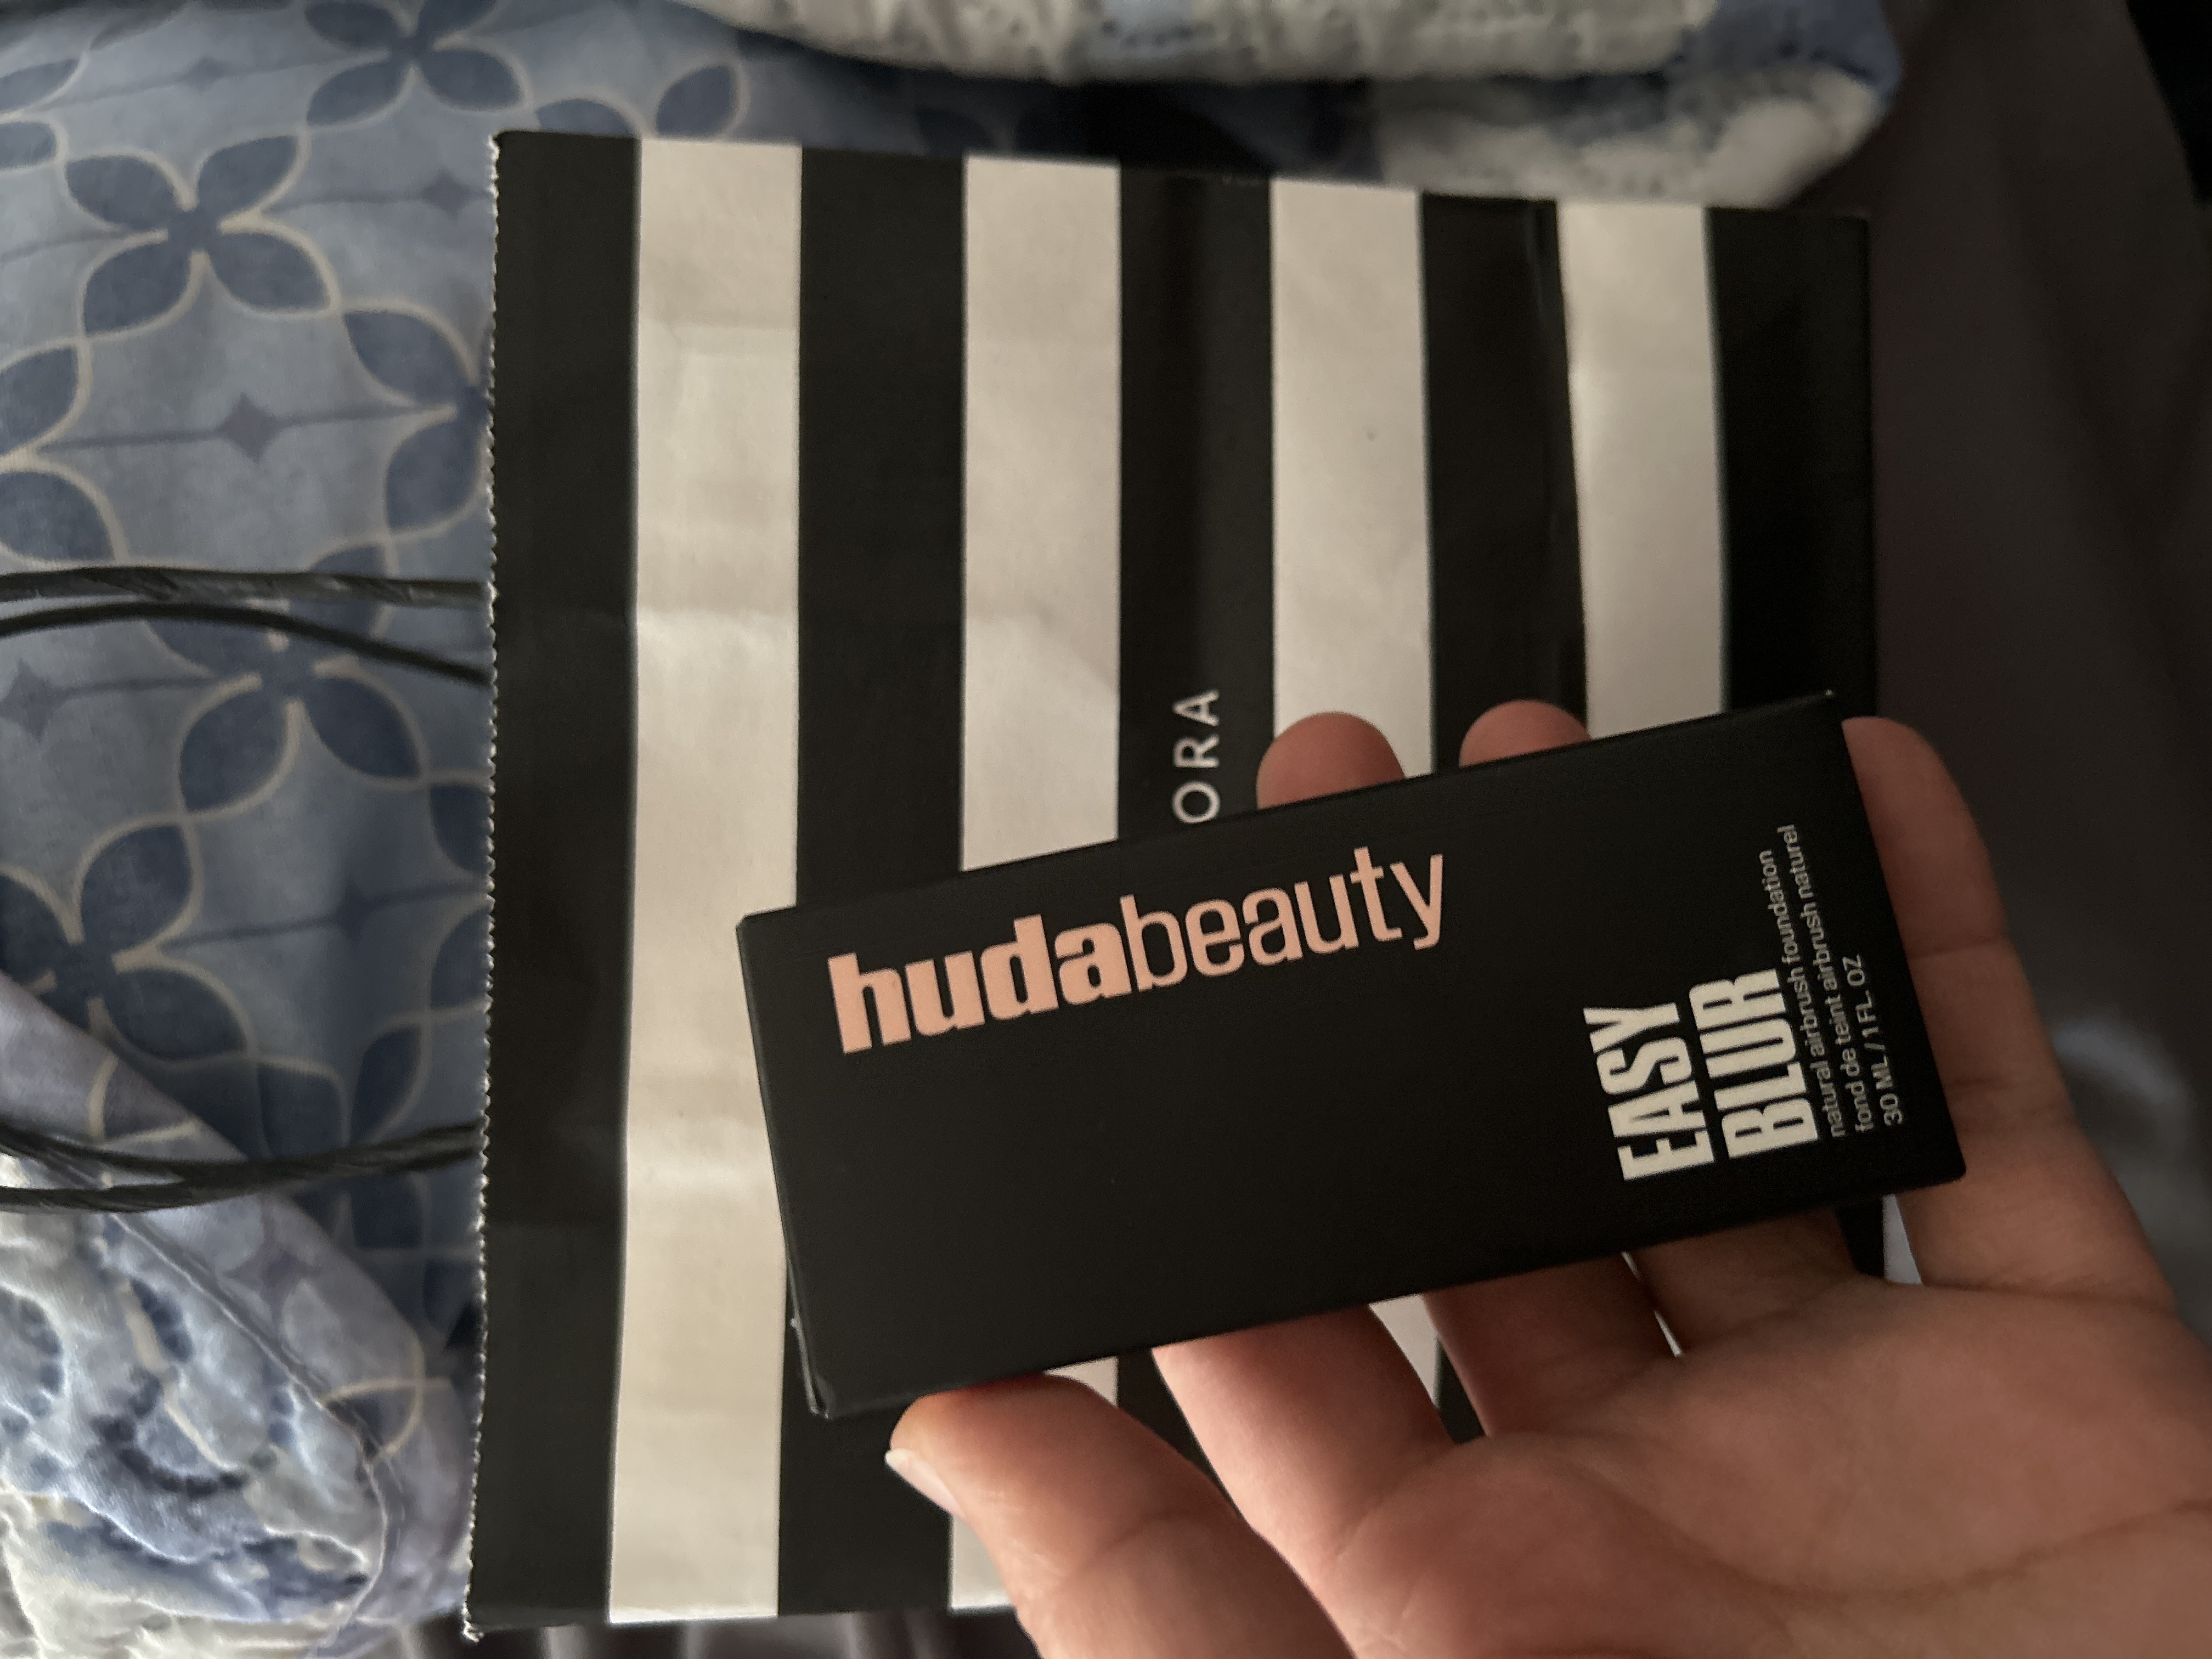 ORA
hudabeauty
EASY
BLUR
natural airbrush foundation
fond de teint airbrush naturel
30 ML / 1 FL. OZ